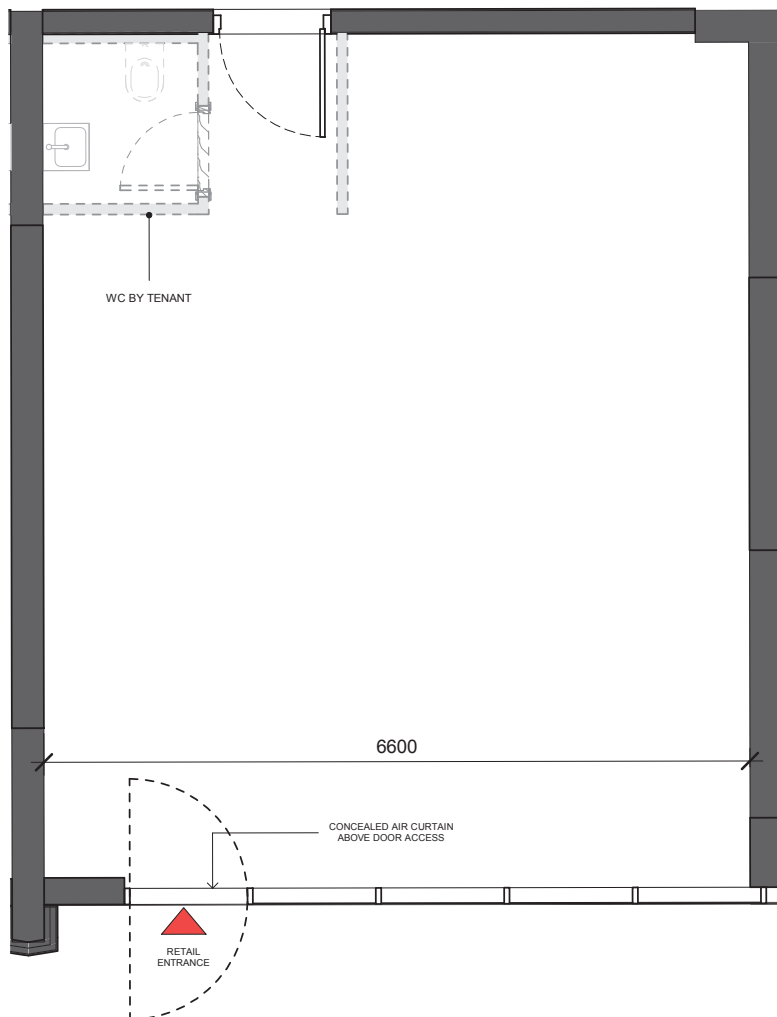 WC BY TENANT
6600
CONCEALED AIR CURTAIN
ABOVE DOOR ACCESS
RETAIL
ENTRANCE